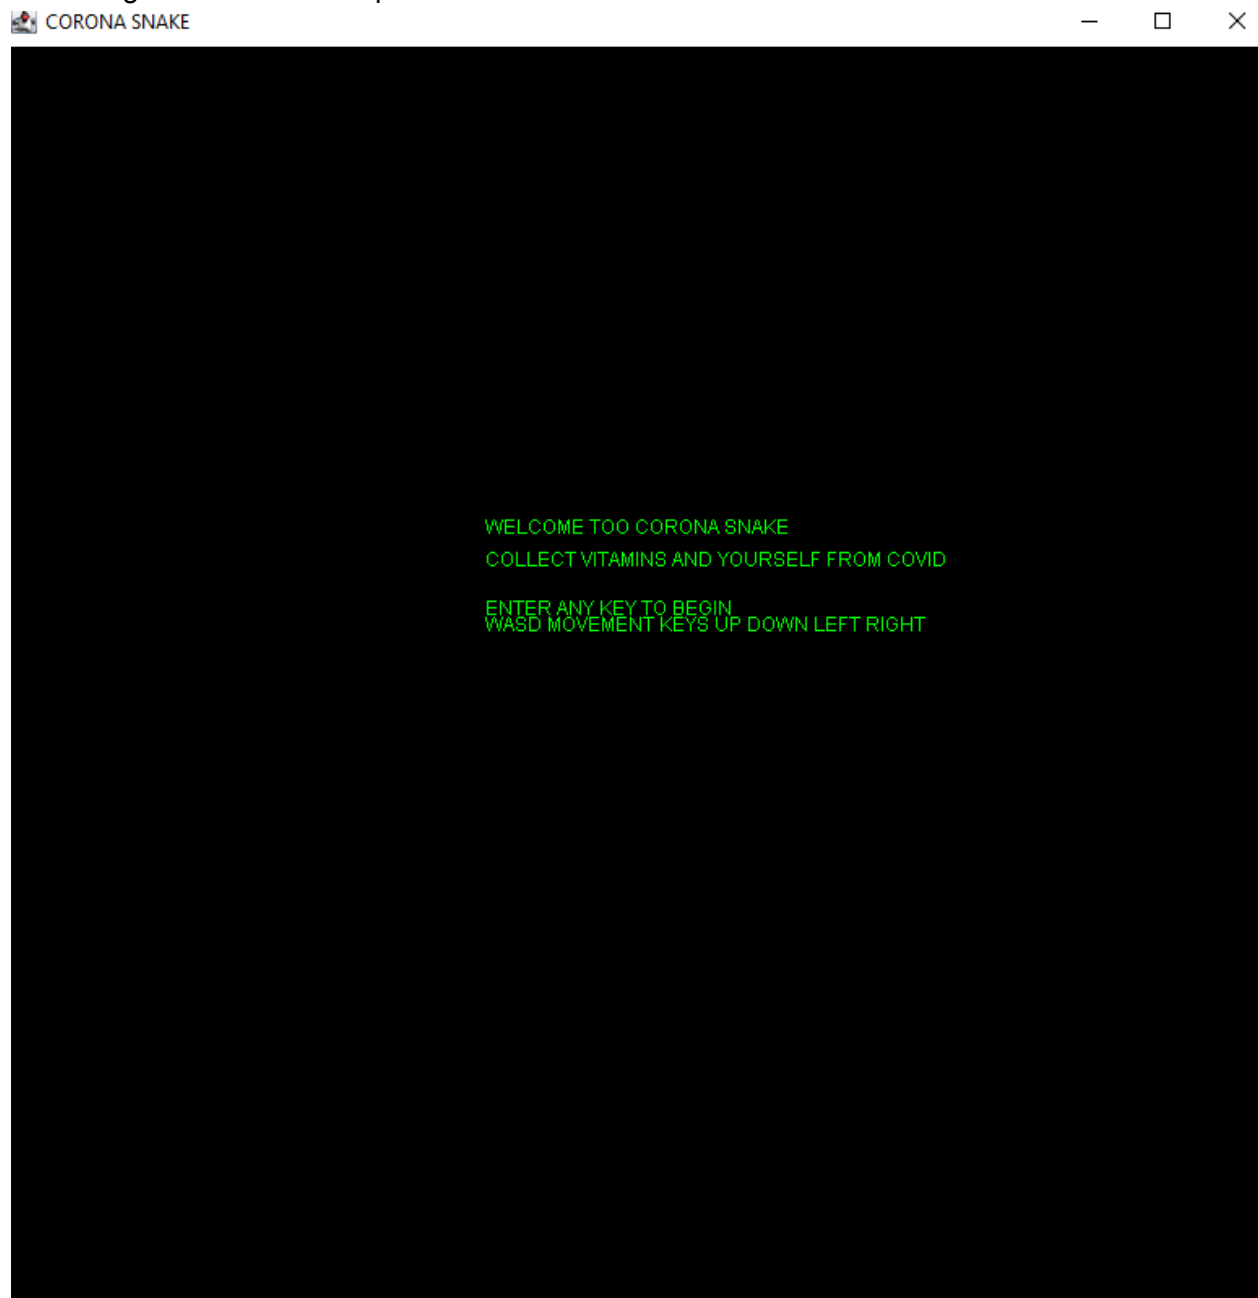 CORONA SNAKE
WELCOME TOO CORONA SNAKE
COLLECT VITAMINS AND YOURSELF FROM COVID
ENTER ANY KEY TO BEGIN
WASD MOVEMENT KEYS UP DOWN LEFT RIGHT